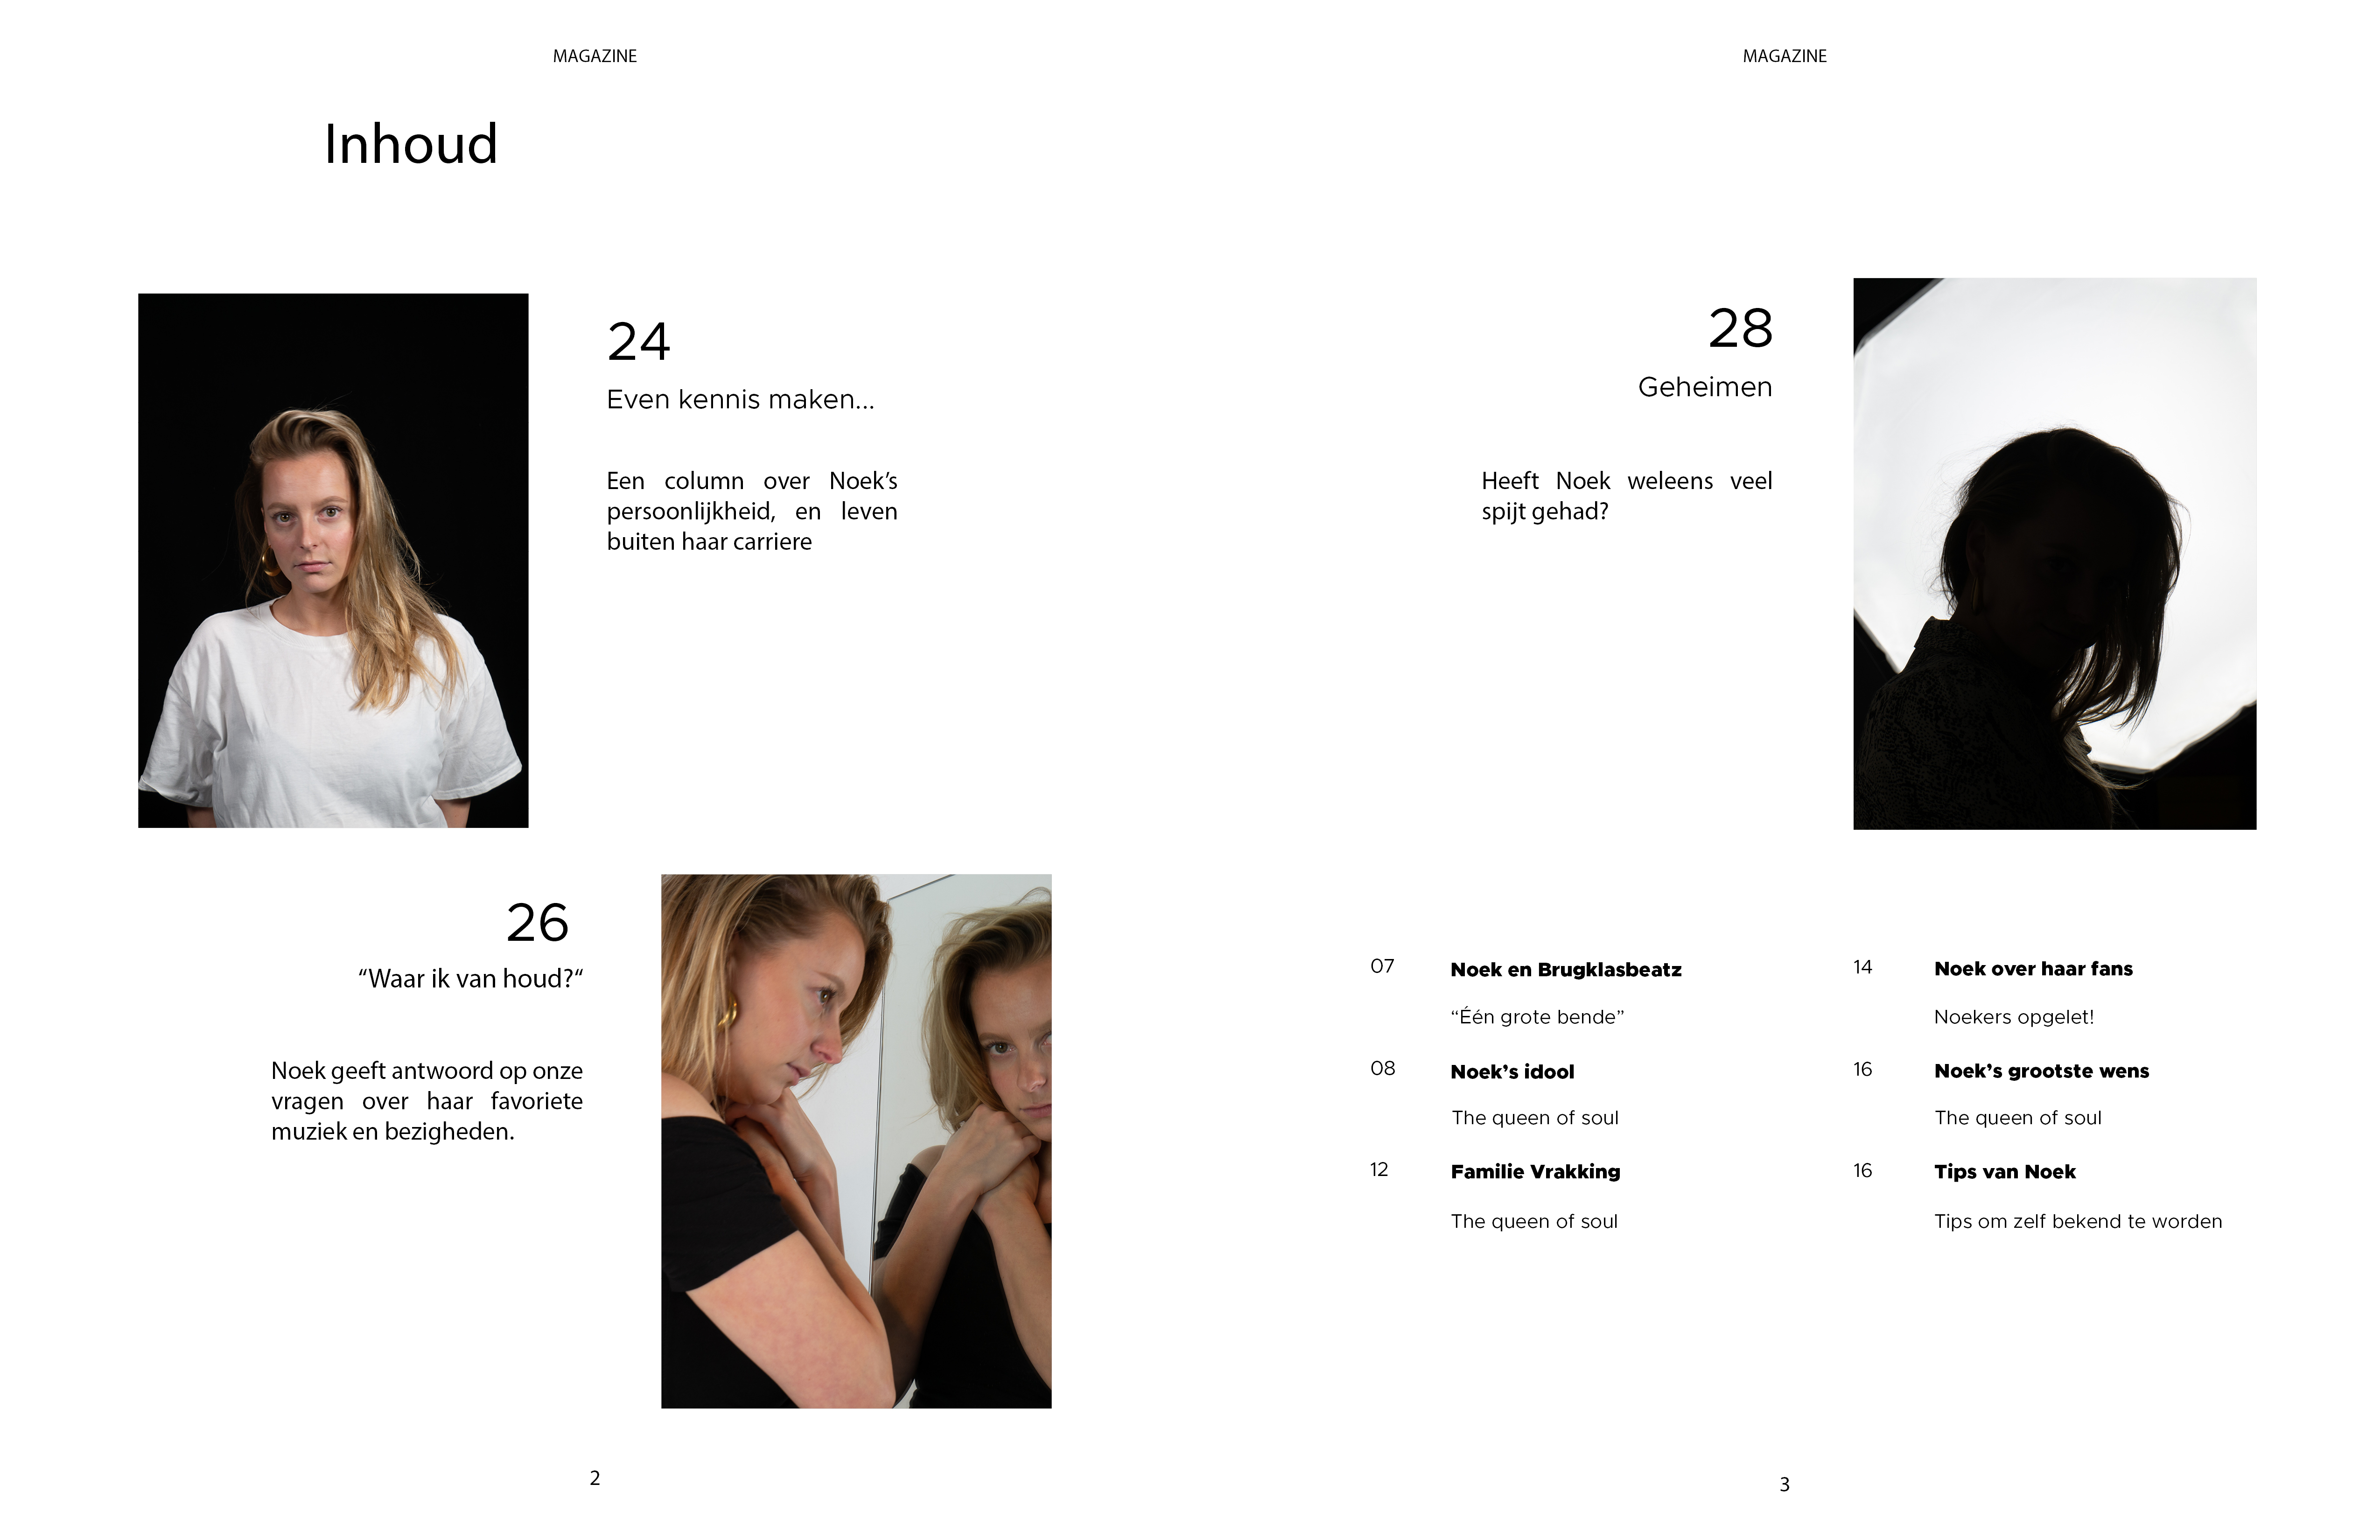 MAGAZINE
Inhoud
24
Even kennis maken...
Een column over Noek’s
persoonlijkheid, en leven
buiten haar carriere
26
“Waar ik van houd?“
Noek geeft antwoord op onze
vragen over haar favoriete
muziek en bezigheden.
2
MAGAZINE
28
Geheimen
Heeft Noek weleens veel
spijt gehad?
07 Noek en Brugklasbeatz
“Één grote bende”
08 Noek’s idool
The queen of soul
12 Familie Vrakking
The queen of soul
14 Noek over haar fans
Noekers opgelet!
16 Noek’s grootste wens
The queen of soul
16 Tips van Noek
Tips om zelf bekend te worden
3